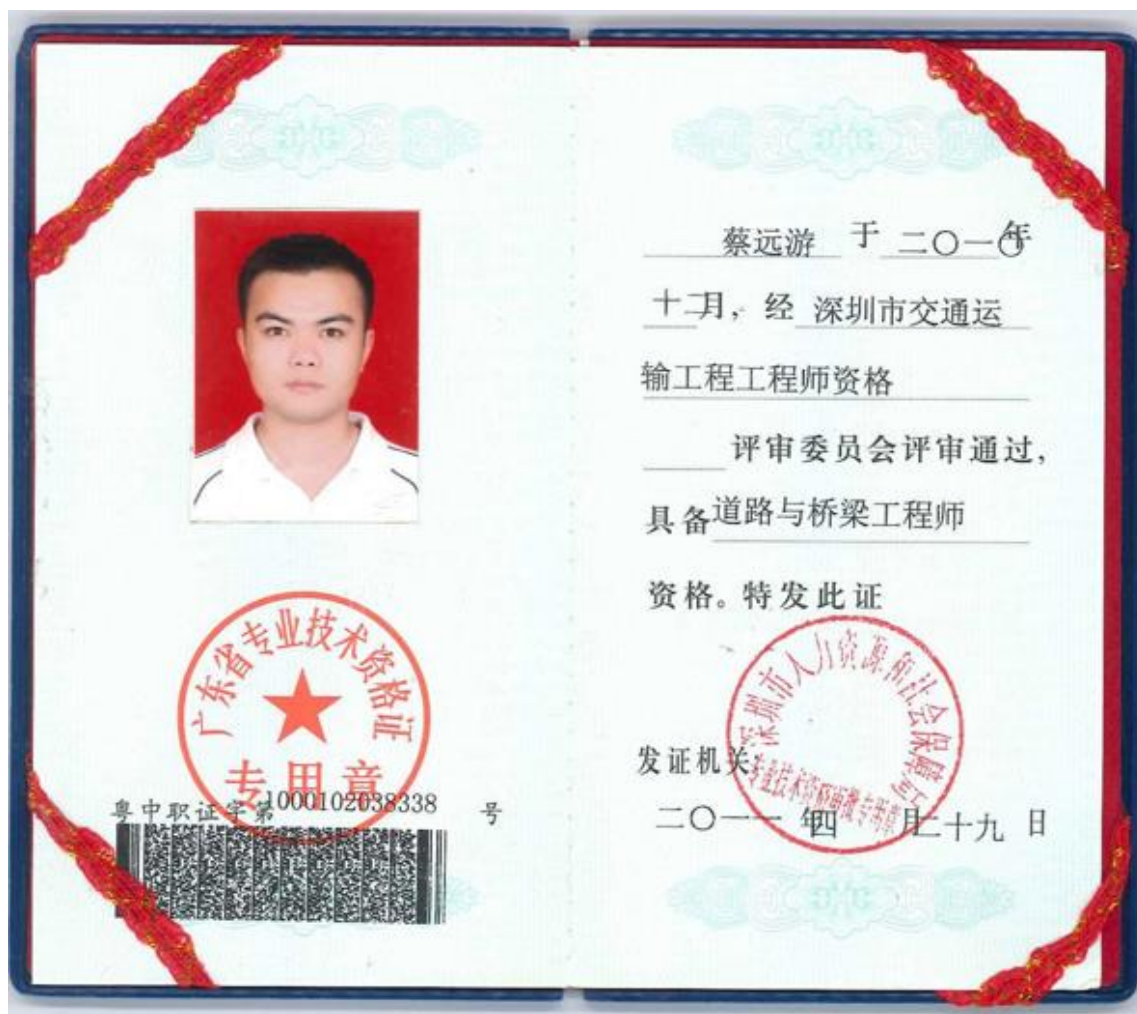 广东省专业技术资格证
专用章
粤中职证字第1000102038338号
蔡远游 于 二〇一〇年
十二月，经 深圳市交通运
输工程工程师资格
评审委员会评审通过，
具备道路与桥梁工程师
资格。特发此证
深圳市人力资源和社会保障局
发证机关：
二〇一一年四月二十九日